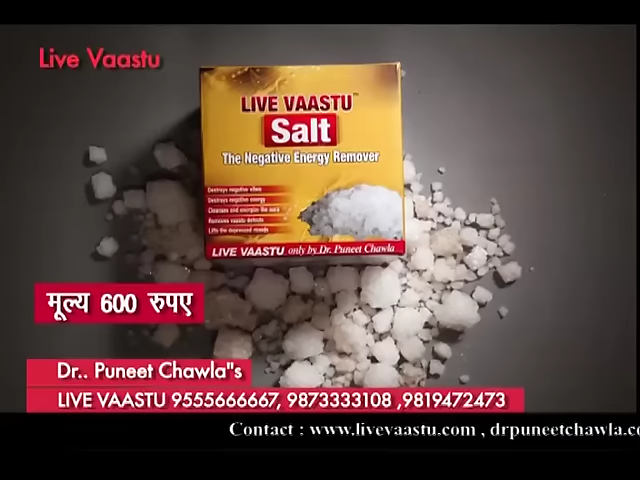 Live Vaastu
LIVE VAASTU™
Salt
The Negative Energy Remover
Destroys negative vibes
Destroys negative energy
Cleanses and energize the aura
Removes vaastu defects
Lifts the depressed moods
LIVE VAASTU only by Dr. Puneet Chawla
मूल्य 600 रुपए
Dr.. Puneet Chawla"s
LIVE VAASTU 9555666667, 9873333108 ,9819472473
Contact : www.livevaastu.com , drpuneetchawla.co